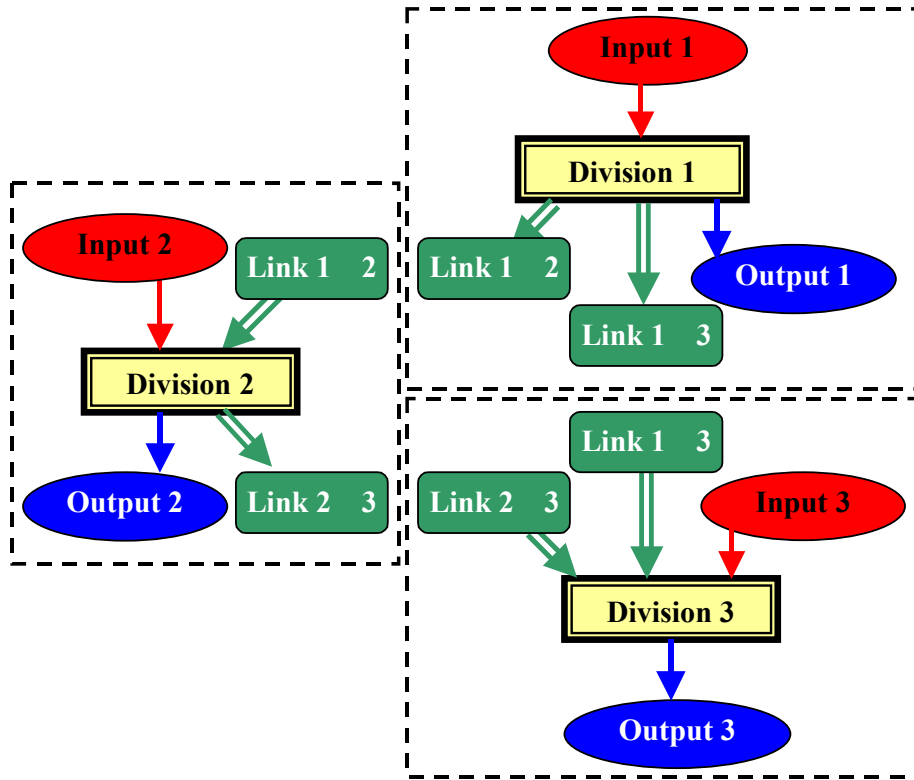 Input 1
Division 1
Link 1 2
Output 1
Link 1 3
Input 2
Link 1 2
Division 2
Output 2
Link 2 3
Link 1 3
Link 2 3
Input 3
Division 3
Output 3